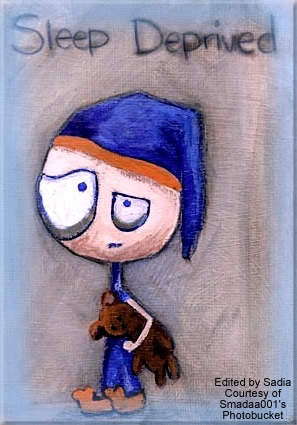 Sleep Deprived
Edited by Sadia
Courtesy of
Smadaa001's
Photobucket